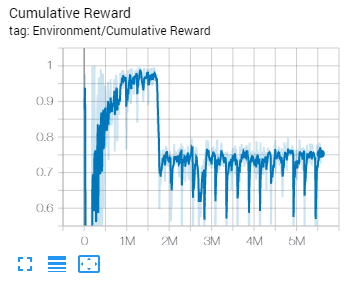 Cumulative Reward
tag: Environment/Cumulative Reward
1
0.9
0.8
0.7
0.6
0 1M 2M 3M 4M 5M